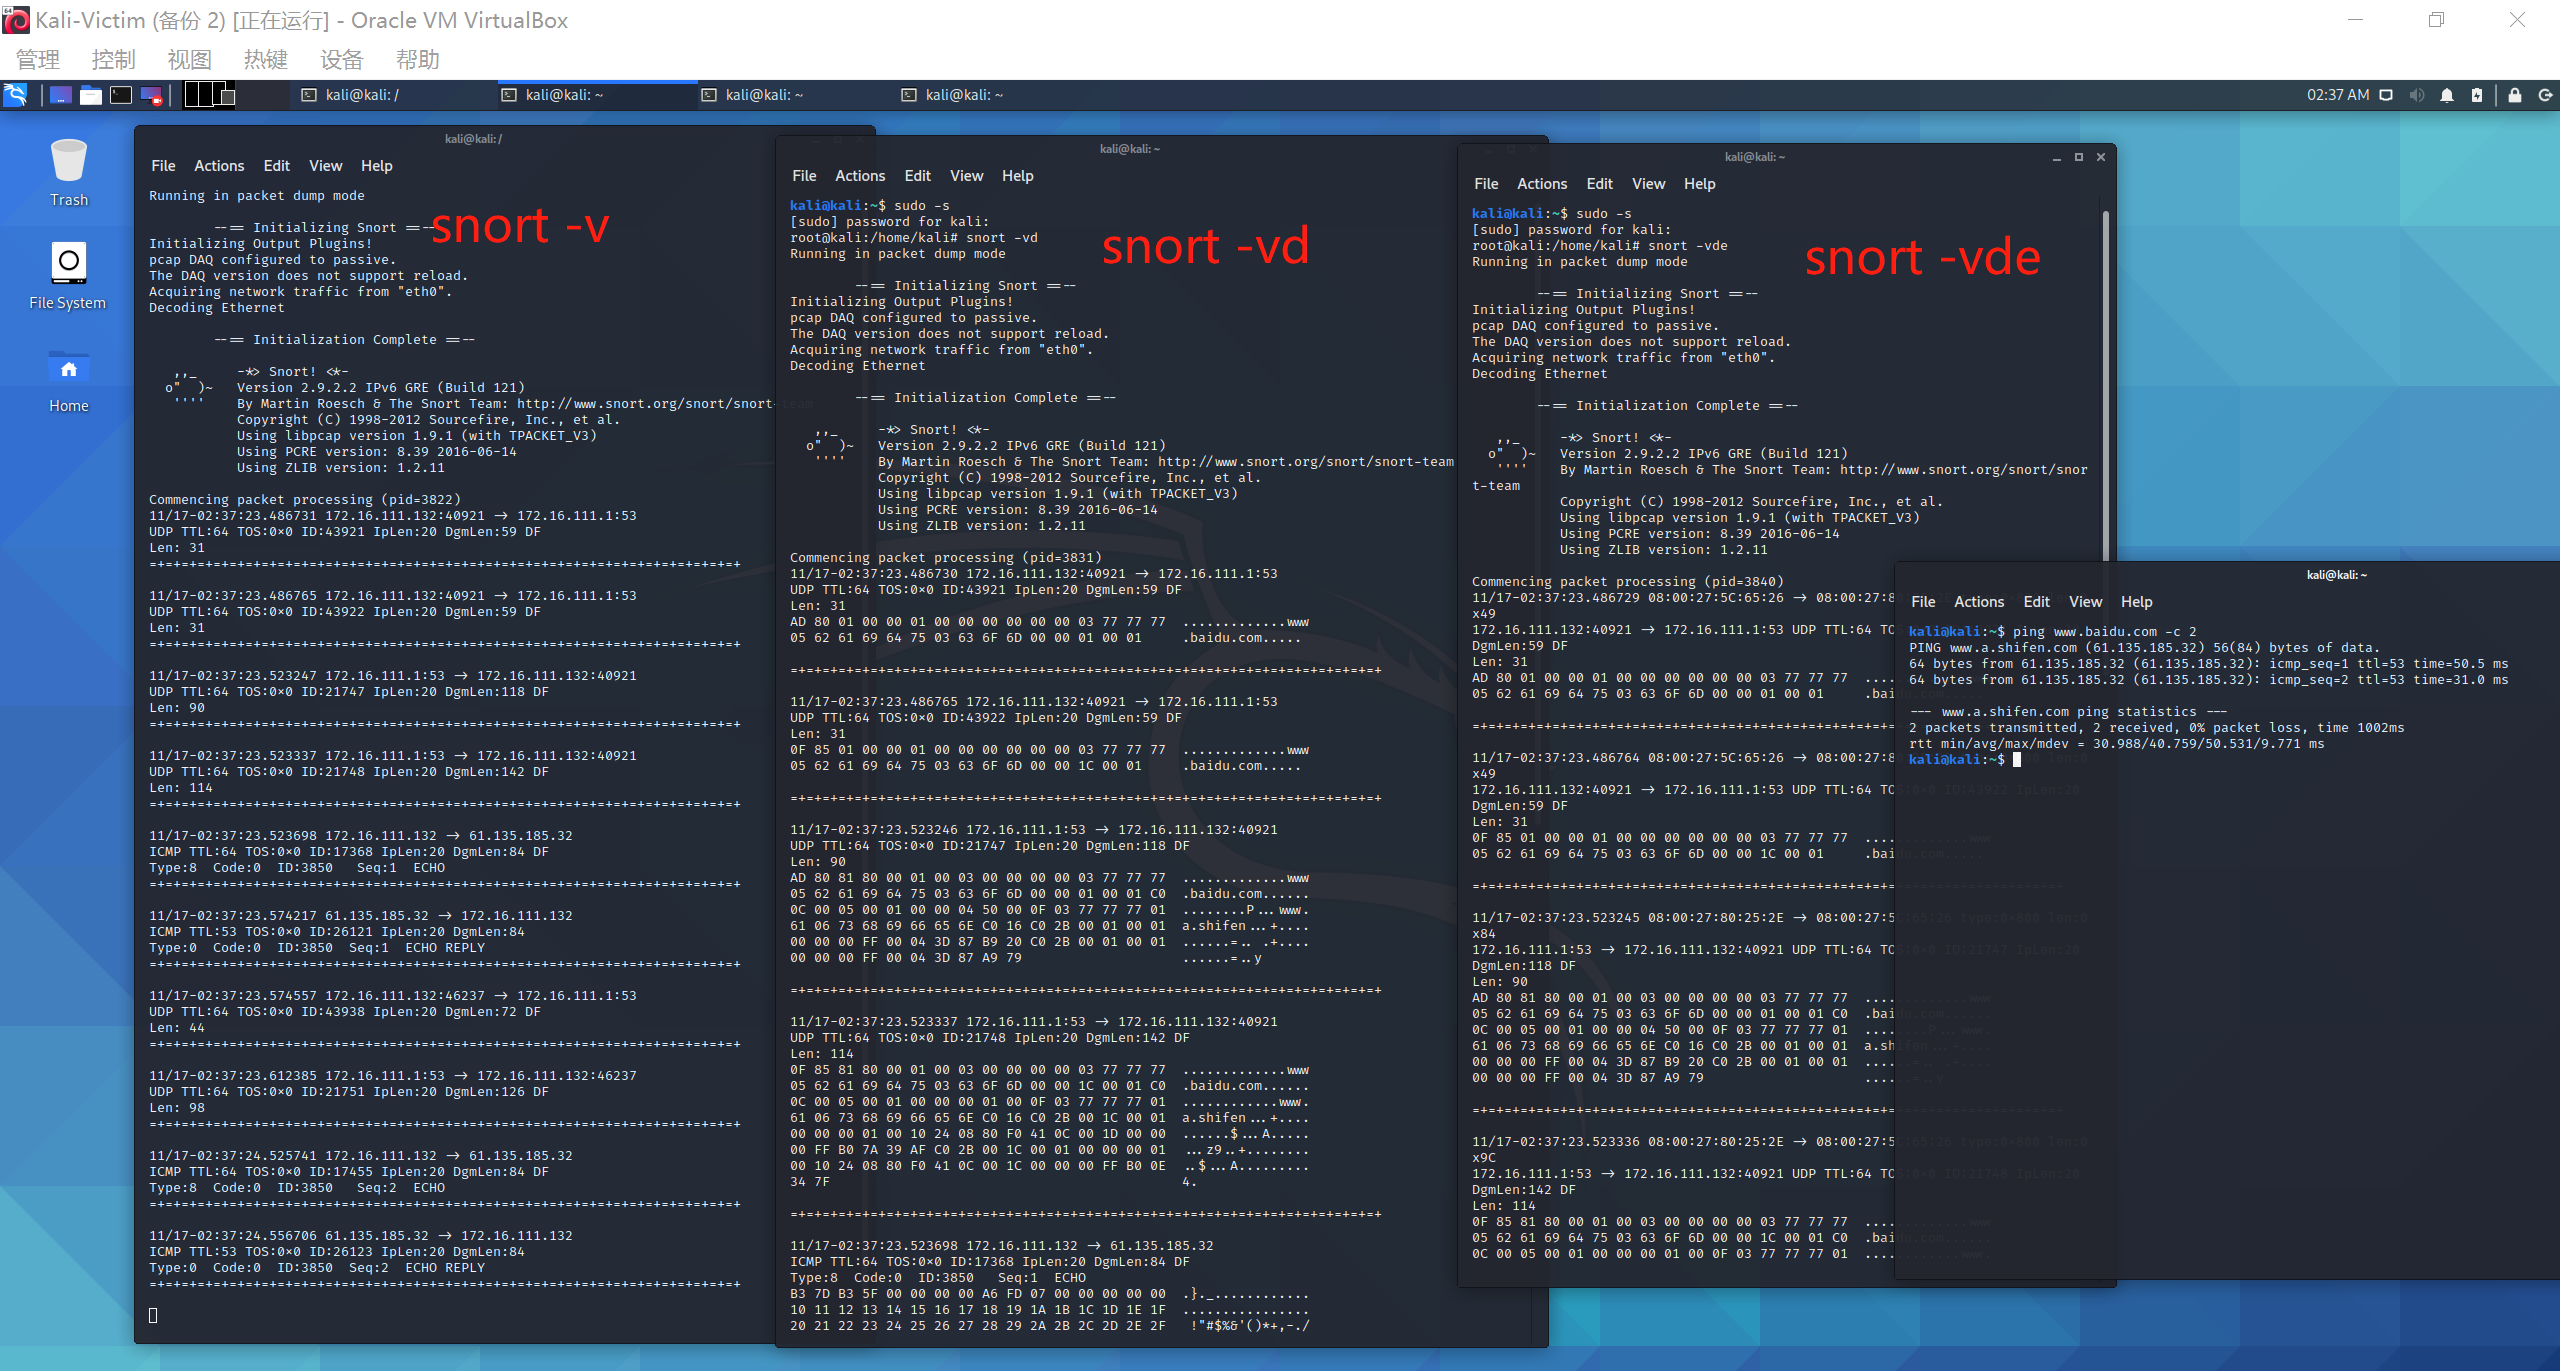 Kali-Victim (备份 2) [正在运行] - Oracle VM VirtualBox
管理 控制 视图 热键 设备 帮助
kali@kali: / kali@kali: ~ kali@kali: ~ kali@kali: ~ 02:37 AM
Trash
File System
Home
kali@kali: /
File Actions Edit View Help
snort -v
Running in packet dump mode
--== Initializing Snort ==--
Initializing Output Plugins!
pcap DAQ configured to passive.
The DAQ version does not support reload.
Acquiring network traffic from "eth0".
Decoding Ethernet
--== Initialization Complete ==--
,,_ -*> Snort! <*-
o" )~ Version 2.9.2.2 IPv6 GRE (Build 121)
'''' By Martin Roesch & The Snort Team: http://www.snort.org/snort/snort-team
Copyright (C) 1998-2012 Sourcefire, Inc., et al.
Using libpcap version 1.9.1 (with TPACKET_V3)
Using PCRE version: 8.39 2016-06-14
Using ZLIB version: 1.2.11
Commencing packet processing (pid=3822)
11/17-02:37:23.486731 172.16.111.132:40921 -> 172.16.111.1:53
UDP TTL:64 TOS:0x0 ID:43921 IpLen:20 DgmLen:59 DF
Len: 31
=+=+=+=+=+=+=+=+=+=+=+=+=+=+=+=+=+=+=+=+=+=+=+=+=+=+=+=+=+=+=+=+=+=+=+=+=+
11/17-02:37:23.486765 172.16.111.132:40921 -> 172.16.111.1:53
UDP TTL:64 TOS:0x0 ID:43922 IpLen:20 DgmLen:59 DF
Len: 31
=+=+=+=+=+=+=+=+=+=+=+=+=+=+=+=+=+=+=+=+=+=+=+=+=+=+=+=+=+=+=+=+=+=+=+=+=+
11/17-02:37:23.523247 172.16.111.1:53 -> 172.16.111.132:40921
UDP TTL:64 TOS:0x0 ID:21747 IpLen:20 DgmLen:118 DF
Len: 90
=+=+=+=+=+=+=+=+=+=+=+=+=+=+=+=+=+=+=+=+=+=+=+=+=+=+=+=+=+=+=+=+=+=+=+=+=+
11/17-02:37:23.523337 172.16.111.1:53 -> 172.16.111.132:40921
UDP TTL:64 TOS:0x0 ID:21748 IpLen:20 DgmLen:142 DF
Len: 114
=+=+=+=+=+=+=+=+=+=+=+=+=+=+=+=+=+=+=+=+=+=+=+=+=+=+=+=+=+=+=+=+=+=+=+=+=+
11/17-02:37:23.523698 172.16.111.132 -> 61.135.185.32
ICMP TTL:64 TOS:0x0 ID:17368 IpLen:20 DgmLen:84 DF
Type:8 Code:0 ID:3850 Seq:1 ECHO
=+=+=+=+=+=+=+=+=+=+=+=+=+=+=+=+=+=+=+=+=+=+=+=+=+=+=+=+=+=+=+=+=+=+=+=+=+
11/17-02:37:23.574217 61.135.185.32 -> 172.16.111.132
ICMP TTL:53 TOS:0x0 ID:26121 IpLen:20 DgmLen:84
Type:0 Code:0 ID:3850 Seq:1 ECHO REPLY
=+=+=+=+=+=+=+=+=+=+=+=+=+=+=+=+=+=+=+=+=+=+=+=+=+=+=+=+=+=+=+=+=+=+=+=+=+
11/17-02:37:23.574557 172.16.111.132:46237 -> 172.16.111.1:53
UDP TTL:64 TOS:0x0 ID:43938 IpLen:20 DgmLen:72 DF
Len: 44
=+=+=+=+=+=+=+=+=+=+=+=+=+=+=+=+=+=+=+=+=+=+=+=+=+=+=+=+=+=+=+=+=+=+=+=+=+
11/17-02:37:23.612385 172.16.111.1:53 -> 172.16.111.132:46237
UDP TTL:64 TOS:0x0 ID:21751 IpLen:20 DgmLen:126 DF
Len: 98
=+=+=+=+=+=+=+=+=+=+=+=+=+=+=+=+=+=+=+=+=+=+=+=+=+=+=+=+=+=+=+=+=+=+=+=+=+
11/17-02:37:24.525741 172.16.111.132 -> 61.135.185.32
ICMP TTL:64 TOS:0x0 ID:17455 IpLen:20 DgmLen:84 DF
Type:8 Code:0 ID:3850 Seq:2 ECHO
=+=+=+=+=+=+=+=+=+=+=+=+=+=+=+=+=+=+=+=+=+=+=+=+=+=+=+=+=+=+=+=+=+=+=+=+=+
11/17-02:37:24.556706 61.135.185.32 -> 172.16.111.132
ICMP TTL:53 TOS:0x0 ID:26123 IpLen:20 DgmLen:84
Type:0 Code:0 ID:3850 Seq:2 ECHO REPLY
=+=+=+=+=+=+=+=+=+=+=+=+=+=+=+=+=+=+=+=+=+=+=+=+=+=+=+=+=+=+=+=+=+=+=+=+=+
kali@kali: ~
File Actions Edit View Help
snort -vd
kali@kali:~$ sudo -s
[sudo] password for kali:
root@kali:/home/kali# snort -vd
Running in packet dump mode
--== Initializing Snort ==--
Initializing Output Plugins!
pcap DAQ configured to passive.
The DAQ version does not support reload.
Acquiring network traffic from "eth0".
Decoding Ethernet
--== Initialization Complete ==--
,,_ -*> Snort! <*-
o" )~ Version 2.9.2.2 IPv6 GRE (Build 121)
'''' By Martin Roesch & The Snort Team: http://www.snort.org/snort/snort-team
Copyright (C) 1998-2012 Sourcefire, Inc., et al.
Using libpcap version 1.9.1 (with TPACKET_V3)
Using PCRE version: 8.39 2016-06-14
Using ZLIB version: 1.2.11
Commencing packet processing (pid=3831)
11/17-02:37:23.486730 172.16.111.132:40921 -> 172.16.111.1:53
UDP TTL:64 TOS:0x0 ID:43921 IpLen:20 DgmLen:59 DF
Len: 31
AD 80 01 00 00 01 00 00 00 00 00 00 03 77 77 77 .............www
05 62 61 69 64 75 03 63 6F 6D 00 00 01 00 01 .baidu.com.....
=+=+=+=+=+=+=+=+=+=+=+=+=+=+=+=+=+=+=+=+=+=+=+=+=+=+=+=+=+=+=+=+=+=+=+=+=+
11/17-02:37:23.486765 172.16.111.132:40921 -> 172.16.111.1:53
UDP TTL:64 TOS:0x0 ID:43922 IpLen:20 DgmLen:59 DF
Len: 31
0F 85 01 00 00 01 00 00 00 00 00 00 03 77 77 77 .............www
05 62 61 69 64 75 03 63 6F 6D 00 00 1C 00 01 .baidu.com.....
=+=+=+=+=+=+=+=+=+=+=+=+=+=+=+=+=+=+=+=+=+=+=+=+=+=+=+=+=+=+=+=+=+=+=+=+=+
11/17-02:37:23.523246 172.16.111.1:53 -> 172.16.111.132:40921
UDP TTL:64 TOS:0x0 ID:21747 IpLen:20 DgmLen:118 DF
Len: 90
AD 80 81 80 00 01 00 03 00 00 00 00 03 77 77 77 .............www
05 62 61 69 64 75 03 63 6F 6D 00 00 01 00 01 C0 .baidu.com......
0C 00 05 00 01 00 00 04 50 00 0F 03 77 77 77 01 ........P...www.
61 06 73 68 69 66 65 6E C0 16 C0 2B 00 01 00 01 a.shifen...+....
00 00 00 FF 00 04 3D 87 B9 20 C0 2B 00 01 00 01 ......=.. .+....
00 00 00 FF 00 04 3D 87 A9 79 ......=..y
=+=+=+=+=+=+=+=+=+=+=+=+=+=+=+=+=+=+=+=+=+=+=+=+=+=+=+=+=+=+=+=+=+=+=+=+=+
11/17-02:37:23.523337 172.16.111.1:53 -> 172.16.111.132:40921
UDP TTL:64 TOS:0x0 ID:21748 IpLen:20 DgmLen:142 DF
Len: 114
0F 85 81 80 00 01 00 03 00 00 00 00 03 77 77 77 .............www
05 62 61 69 64 75 03 63 6F 6D 00 00 1C 00 01 C0 .baidu.com......
0C 00 05 00 01 00 00 00 01 00 0F 03 77 77 77 01 ............www.
61 06 73 68 69 66 65 6E C0 16 C0 2B 00 1C 00 01 a.shifen...+....
00 00 00 01 00 10 24 08 80 F0 41 0C 00 1D 00 00 ......$...A.....
00 FF B0 7A 39 AF C0 2B 00 1C 00 01 00 00 00 01 ...z9..+........
00 10 24 08 80 F0 41 0C 00 1C 00 00 00 FF B0 0E ..$...A.........
34 7F 4.
=+=+=+=+=+=+=+=+=+=+=+=+=+=+=+=+=+=+=+=+=+=+=+=+=+=+=+=+=+=+=+=+=+=+=+=+=+
11/17-02:37:23.523698 172.16.111.132 -> 61.135.185.32
ICMP TTL:64 TOS:0x0 ID:17368 IpLen:20 DgmLen:84 DF
Type:8 Code:0 ID:3850 Seq:1 ECHO
B3 7D B3 5F 00 00 00 00 A6 FD 07 00 00 00 00 00 .}._............
10 11 12 13 14 15 16 17 18 19 1A 1B 1C 1D 1E 1F ................
20 21 22 23 24 25 26 27 28 29 2A 2B 2C 2D 2E 2F !"#$%&'()*+,-./
kali@kali: ~
File Actions Edit View Help
snort -vde
kali@kali:~$ sudo -s
[sudo] password for kali:
root@kali:/home/kali# snort -vde
Running in packet dump mode
--== Initializing Snort ==--
Initializing Output Plugins!
pcap DAQ configured to passive.
The DAQ version does not support reload.
Acquiring network traffic from "eth0".
Decoding Ethernet
--== Initialization Complete ==--
,,_ -*> Snort! <*-
o" )~ Version 2.9.2.2 IPv6 GRE (Build 121)
'''' By Martin Roesch & The Snort Team: http://www.snort.org/snort/snor
t-team
Copyright (C) 1998-2012 Sourcefire, Inc., et al.
Using libpcap version 1.9.1 (with TPACKET_V3)
Using PCRE version: 8.39 2016-06-14
Using ZLIB version: 1.2.11
Commencing packet processing (pid=3840)
11/17-02:37:23.486729 08:00:27:5C:65:26 -> 08:00:27:8
x49
172.16.111.132:40921 -> 172.16.111.1:53 UDP TTL:64 TO
DgmLen:59 DF
Len: 31
AD 80 01 00 00 01 00 00 00 00 00 00 03 77 77 77 ....
05 62 61 69 64 75 03 63 6F 6D 00 00 01 00 01 .bai
=+=+=+=+=+=+=+=+=+=+=+=+=+=+=+=+=+=+=+=+=+=+=+=+=+=+=
11/17-02:37:23.486764 08:00:27:5C:65:26 -> 08:00:27:8
x49
172.16.111.132:40921 -> 172.16.111.1:53 UDP TTL:64 TOS:0x0 ID:43922 IpLen:20
DgmLen:59 DF
Len: 31
0F 85 01 00 00 01 00 00 00 00 00 00 03 77 77 77 .............www
05 62 61 69 64 75 03 63 6F 6D 00 00 1C 00 01 .baidu.com.....
=+=+=+=+=+=+=+=+=+=+=+=+=+=+=+=+=+=+=+=+=+=+=+=+=+=+=
11/17-02:37:23.523245 08:00:27:80:25:2E -> 08:00:27:5C:65:26 type:0x800 len:0
x84
172.16.111.1:53 -> 172.16.111.132:40921 UDP TTL:64 TOS:0x0 ID:21747 IpLen:20
DgmLen:118 DF
Len: 90
AD 80 81 80 00 01 00 03 00 00 00 00 03 77 77 77 .............www
05 62 61 69 64 75 03 63 6F 6D 00 00 01 00 01 C0 .baidu.com......
0C 00 05 00 01 00 00 04 50 00 0F 03 77 77 77 01 ........P...www.
61 06 73 68 69 66 65 6E C0 16 C0 2B 00 01 00 01 a.shifen...+....
00 00 00 FF 00 04 3D 87 B9 20 C0 2B 00 01 00 01 ......=.. .+....
00 00 00 FF 00 04 3D 87 A9 79 ......=..y
=+=+=+=+=+=+=+=+=+=+=+=+=+=+=+=+=+=+=+=+=+=+=+=+=+=+=
11/17-02:37:23.523336 08:00:27:80:25:2E -> 08:00:27:5C:65:26 type:0x800 len:0
x9C
172.16.111.1:53 -> 172.16.111.132:40921 UDP TTL:64 TOS:0x0 ID:21748 IpLen:20
DgmLen:142 DF
Len: 114
0F 85 81 80 00 01 00 03 00 00 00 00 03 77 77 77 .............www
05 62 61 69 64 75 03 63 6F 6D 00 00 1C 00 01 C0 .baidu.com......
0C 00 05 00 01 00 00 00 01 00 0F 03 77 77 77 01 ............www.
kali@kali: ~
File Actions Edit View Help
kali@kali:~$ ping www.baidu.com -c 2
PING www.a.shifen.com (61.135.185.32) 56(84) bytes of data.
64 bytes from 61.135.185.32 (61.135.185.32): icmp_seq=1 ttl=53 time=50.5 ms
64 bytes from 61.135.185.32 (61.135.185.32): icmp_seq=2 ttl=53 time=31.0 ms
--- www.a.shifen.com ping statistics ---
2 packets transmitted, 2 received, 0% packet loss, time 1002ms
rtt min/avg/max/mdev = 30.988/40.759/50.531/9.771 ms
kali@kali:~$